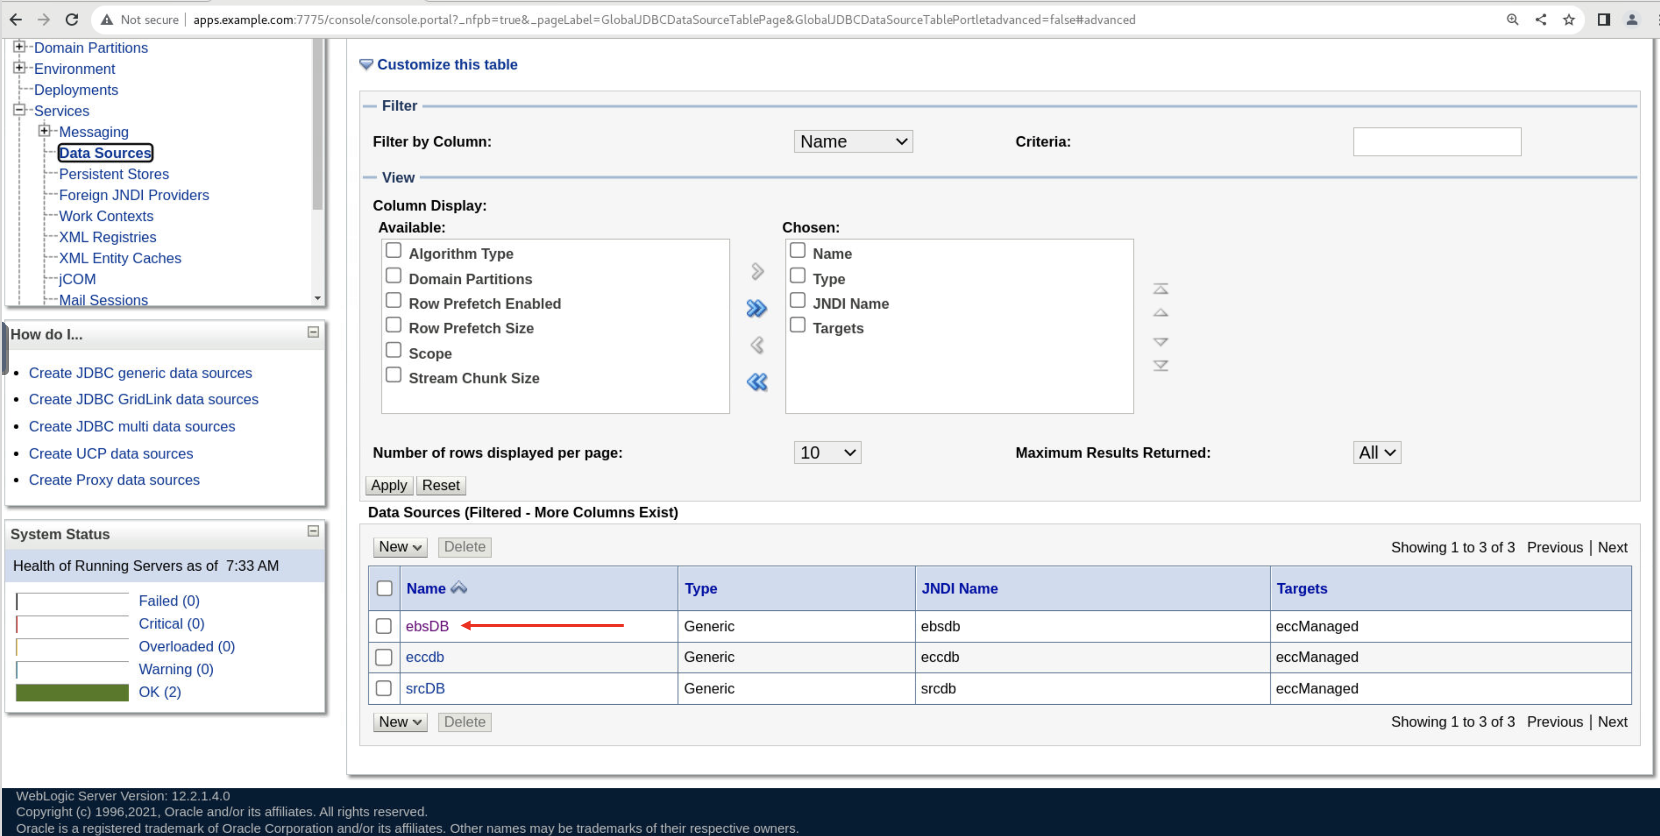 Not secure | apps.example.com:7775/console/console.portal?_nfpb=true&_pageLabel=GlobalJDBCDataSourceTablePage&GlobalJDBCDataSourceTablePortletadvanced=false#advanced
Domain Partitions
Environment
Deployments
Services
Messaging
Data Sources
Persistent Stores
Foreign JNDI Providers
Work Contexts
XML Registries
XML Entity Caches
jCOM
Mail Sessions
How do I...
Create JDBC generic data sources
Create JDBC GridLink data sources
Create JDBC multi data sources
Create UCP data sources
Create Proxy data sources
System Status
Health of Running Servers as of 7:33 AM
Failed (0)
Critical (0)
Overloaded (0)
Warning (0)
OK (2)
Customize this table
Filter
Filter by Column: Name Criteria:
View
Column Display:
Available: Chosen:
Algorithm Type
Domain Partitions
Row Prefetch Enabled
Row Prefetch Size
Scope
Stream Chunk Size
Name
Type
JNDI Name
Targets
Number of rows displayed per page: 10 Maximum Results Returned: All
Apply Reset
Data Sources (Filtered - More Columns Exist)
New Delete Showing 1 to 3 of 3 Previous | Next
Name Type JNDI Name Targets
ebsDB Generic ebsdb eccManaged
eccdb Generic eccdb eccManaged
srcDB Generic srcdb eccManaged
New Delete Showing 1 to 3 of 3 Previous | Next
WebLogic Server Version: 12.2.1.4.0
Copyright (c) 1996,2021, Oracle and/or its affiliates. All rights reserved.
Oracle is a registered trademark of Oracle Corporation and/or its affiliates. Other names may be trademarks of their respective owners.